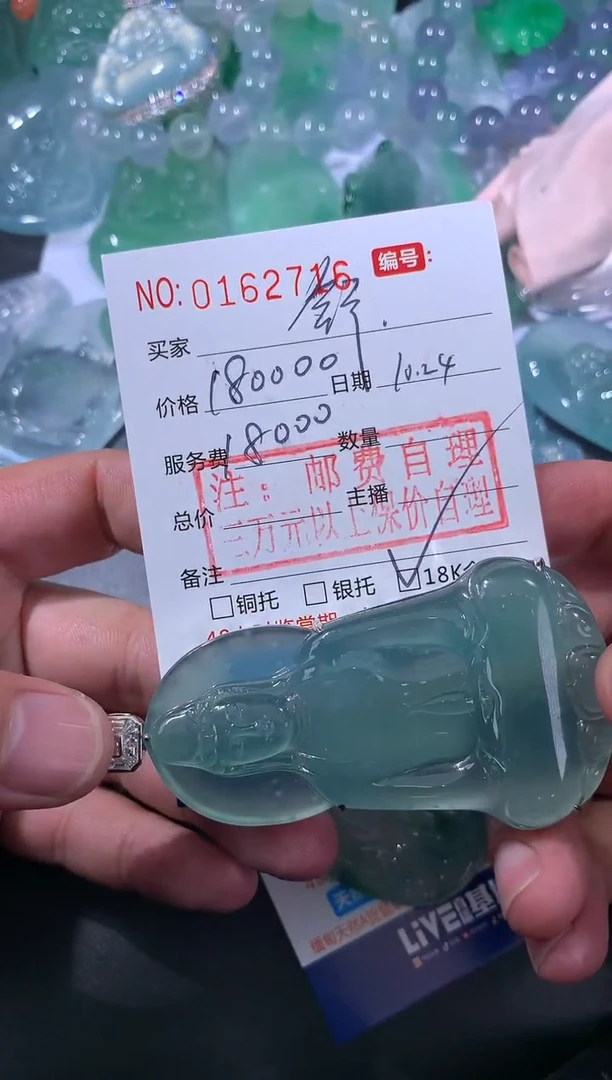 NO: 0162716 编号:
买家 舒
价格 180000 日期 10.24
服务费 18000 数量
注：邮费自理
总价 主播
三万元以上保价自理
备注
□铜托 □银托 ☑18K
LIVE